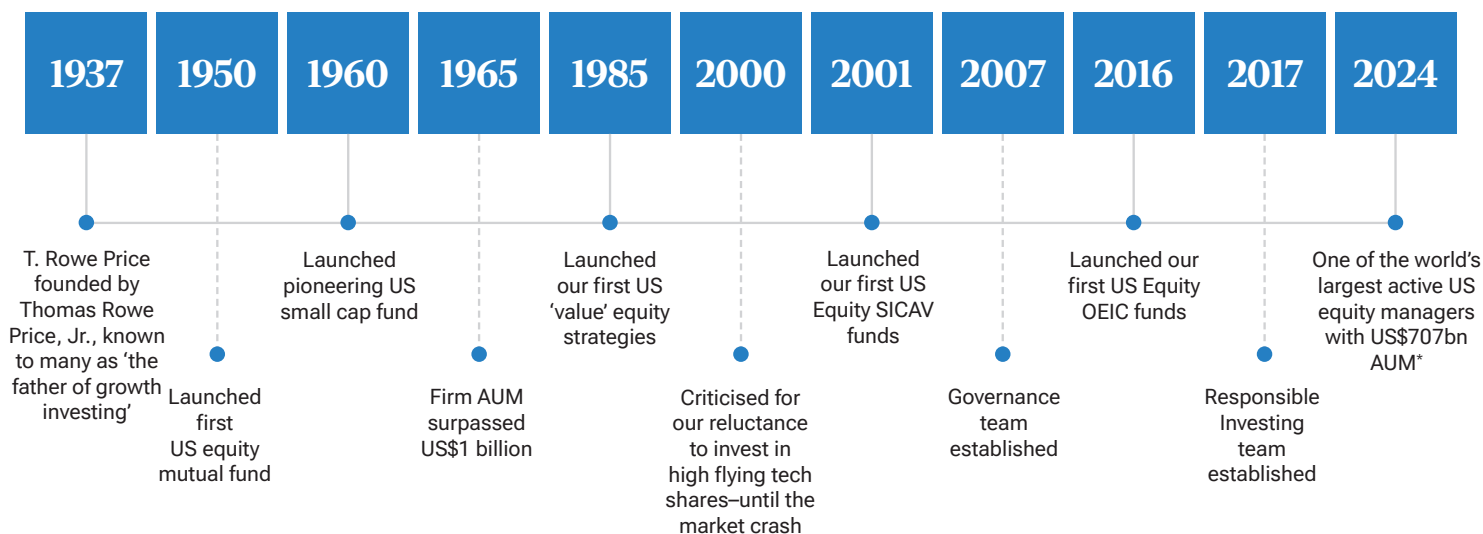 1937
1950
1960
1965
1985
2000
2001
2007
2016
2017
2024
T. Rowe Price
founded by
Thomas Rowe
Price, Jr., known
to many as ‘the
father of growth
investing’
Launched
first
US equity
mutual fund
Launched
pioneering US
small cap fund
Firm AUM
surpassed
US$1 billion
Launched
our first US
‘value’ equity
strategies
Criticised for
our reluctance
to invest in
high flying tech
shares–until the
market crash
Launched
our first US
Equity SICAV
funds
Governance
team
established
Launched our
first US Equity
OEIC funds
Responsible
Investing
team
established
One of the world’s
largest active US
equity managers
with US$707bn
AUM*